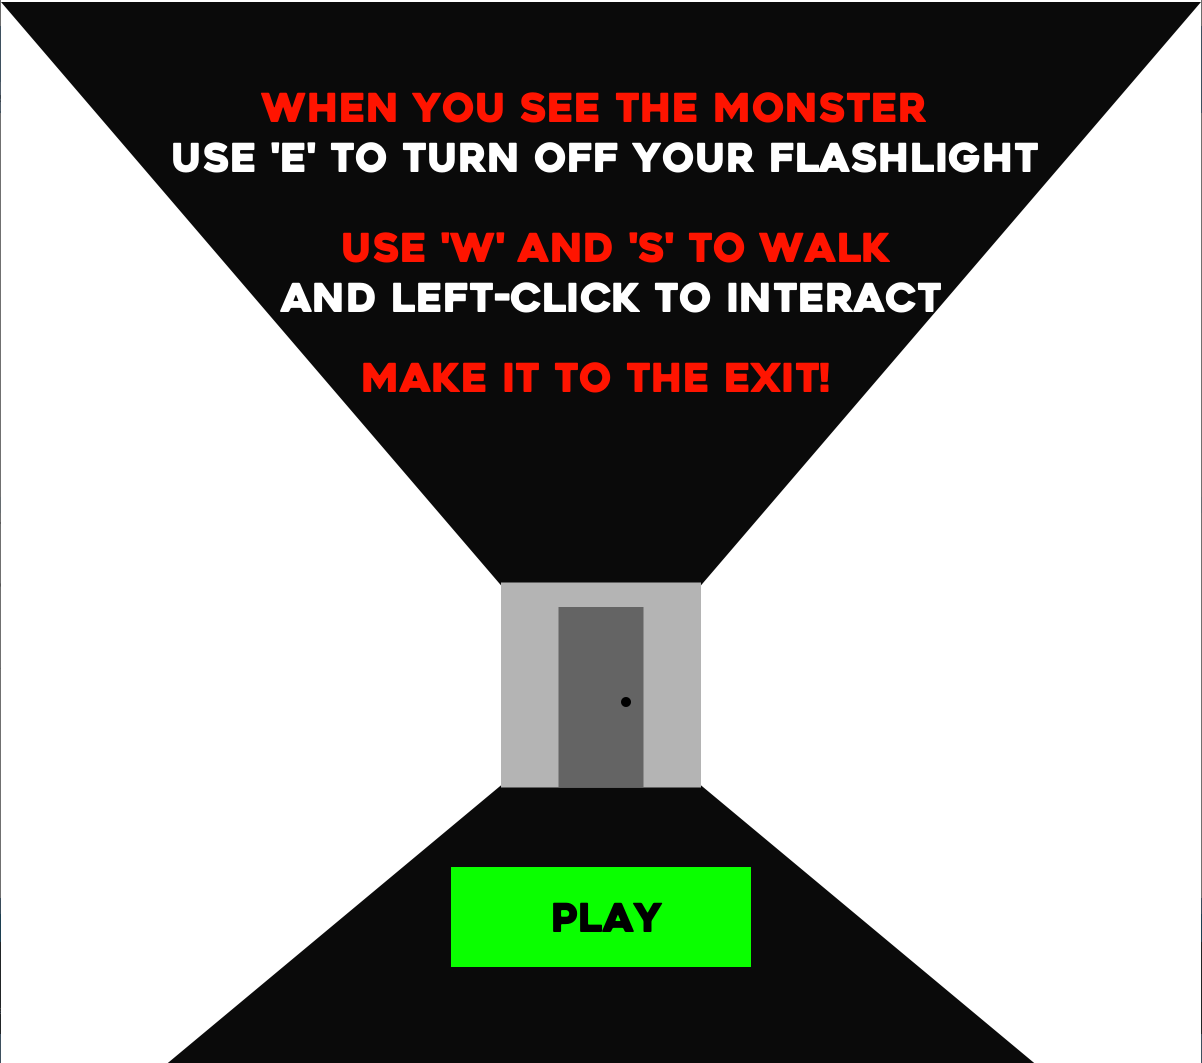 WHEN YOU SEE THE MONSTER
USE 'E' TO TURN OFF YOUR FLASHLIGHT
USE 'W' AND 'S' TO WALK
AND LEFT-CLICK TO INTERACT
MAKE IT TO THE EXIT!
PLAY